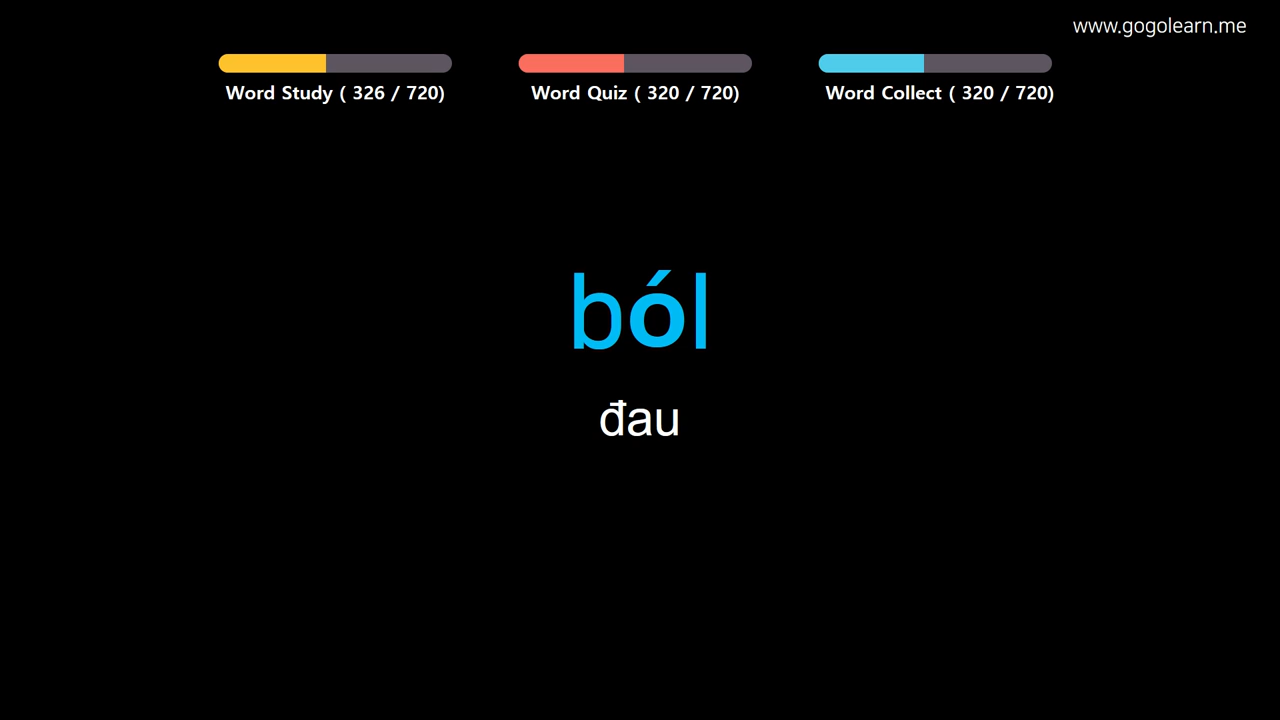 www.gogolearn.me
Word Study ( 326 / 720)
Word Quiz ( 320 / 720)
Word Collect ( 320 / 720)
ból
đau